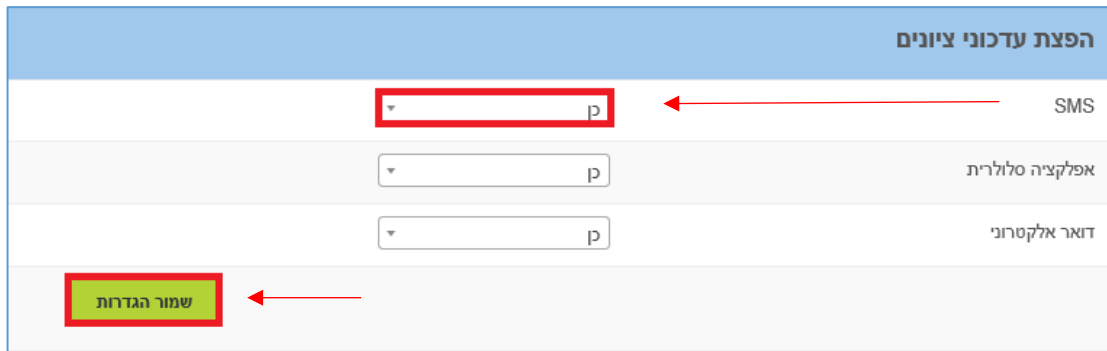 הפצת עדכוני ציונים
SMS כן
אפלקציה סלולרית כן
דואר אלקטרוני כן
שמור הגדרות